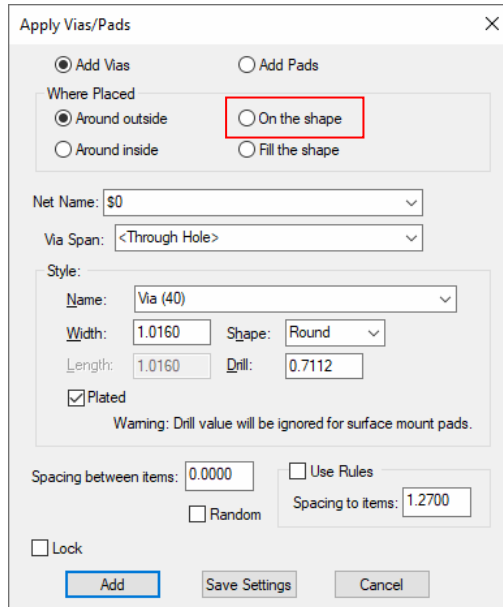 Apply Vias/Pads
Add Vias Add Pads
Where Placed
Around outside On the shape
Around inside Fill the shape
Net Name: $0
Via Span: <Through Hole>
Style:
Name: Via (40)
Width: 1.0160 Shape: Round
Length: 1.0160 Drill: 0.7112
Plated
Warning: Drill value will be ignored for surface mount pads.
Spacing between items: 0.0000 Use Rules
Random Spacing to items: 1.2700
Lock
Add Save Settings Cancel